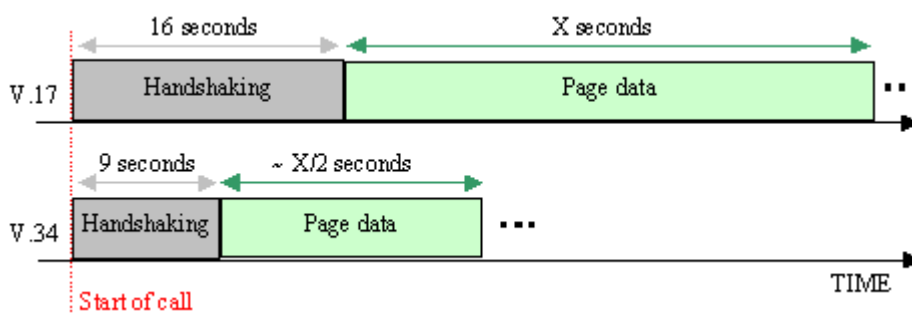 16 seconds X seconds
V.17 Handshaking Page data ..
9 seconds ~ X/2 seconds
V.34 Handshaking Page data ...
TIME
Start of call